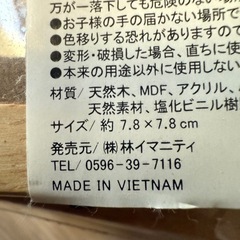 万が一落下しても危険のない場所
●お子様の手の届かない場所で
●色移りする恐れがありますので
●変形・破損した場合、直ちに使
●本来の用途以外に使用しない
材質/ 天然木、MDF、アクリル、
天然素材、塩化ビニル樹
サイズ/ 約 7.8×7.8㎝
発売元/ ㈱林イマニティ
TEL/ 0596-39-7116
MADE IN VIETNAM